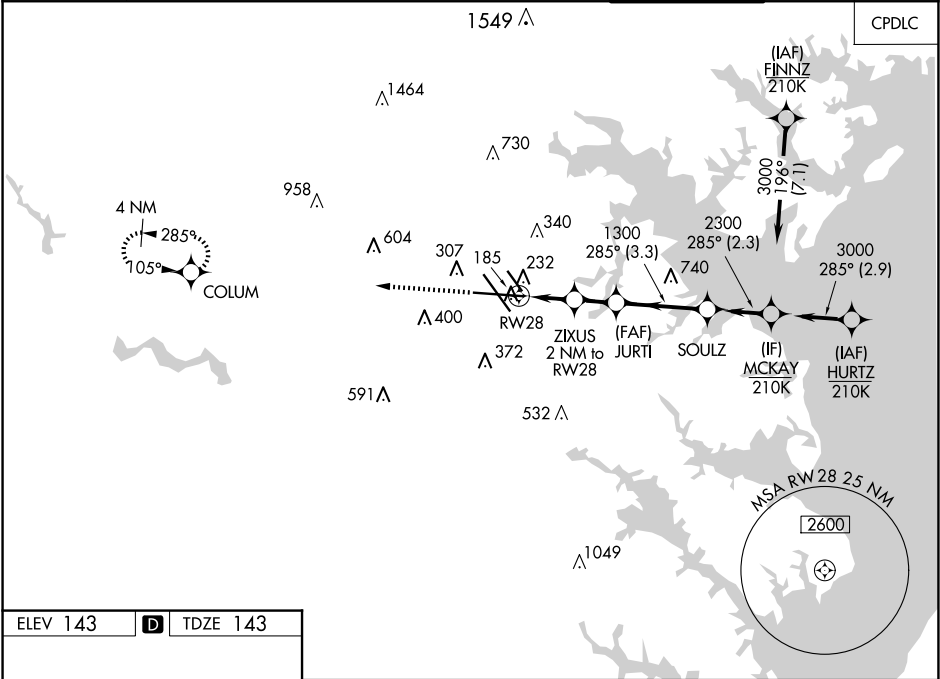 1549
CPDLC
(IAF)
FINNZ
210K
1464
730
3000
196°
(7.1)
958
4 NM
285°
105°
COLUM
340
604
307
185
232
1300
285° (3.3)
2300
285° (2.3)
740
3000
285° (2.9)
400
RW28
ZIXUS
2 NM to
RW28
(FAF)
JURTI
SOULZ
(IF)
MCKAY
210K
(IAF)
HURTZ
210K
372
591
532
MSA RW28 25 NM
2600
1049
ELEV 143 D TDZE 143